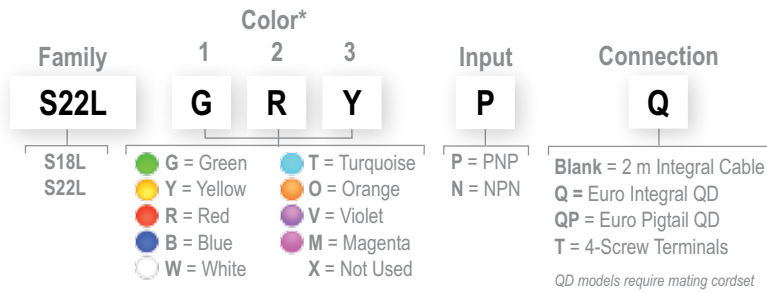 Color*
Family 1 2 3 Input Connection
S22L G R Y P Q
S18L
S22L
G = Green
Y = Yellow
R = Red
B = Blue
W = White
T = Turquoise
O = Orange
V = Violet
M = Magenta
X = Not Used
P = PNP
N = NPN
Blank = 2 m Integral Cable
Q = Euro Integral QD
QP = Euro Pigtail QD
T = 4-Screw Terminals
QD models require mating cordset